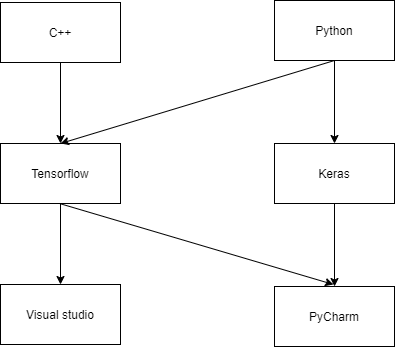 C++
Python
Tensorflow
Keras
Visual studio
PyCharm